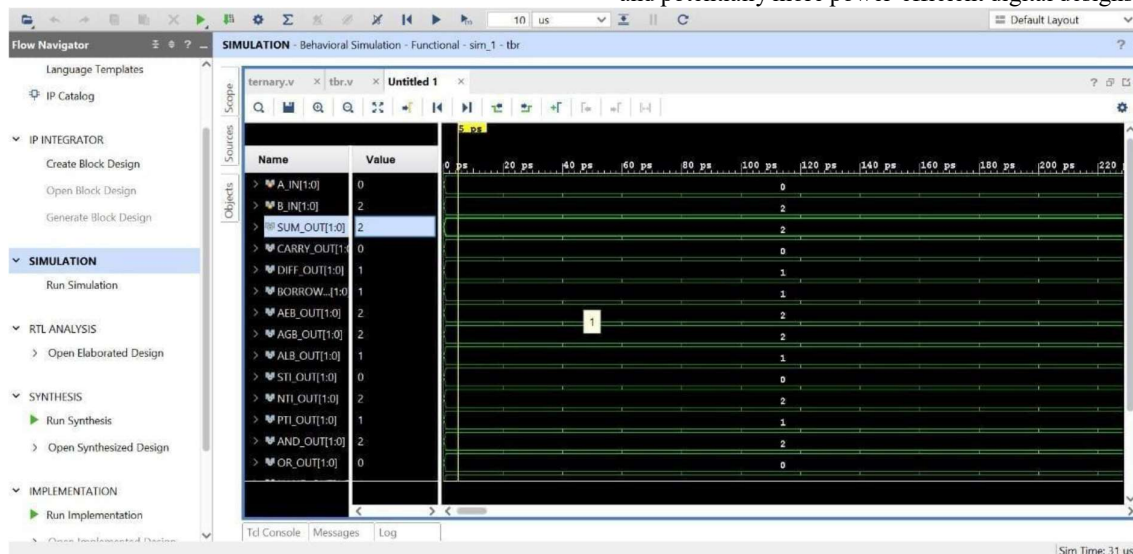 and potentially more power-efficient digital designs
10 us
Default Layout
Flow Navigator
SIMULATION - Behavioral Simulation - Functional - sim_1 - tbr
?
Language Templates
IP Catalog
IP INTEGRATOR
Create Block Design
Open Block Design
Generate Block Design
SIMULATION
Run Simulation
RTL ANALYSIS
Open Elaborated Design
SYNTHESIS
Run Synthesis
Open Synthesized Design
IMPLEMENTATION
Run Implementation
Open Implemented Design
Scope
Sources
Objects
ternary.v × tbr.v × Untitled 1 ×
5 ps
Name Value 0 ps 20 ps 40 ps 60 ps 80 ps 100 ps 120 ps 140 ps 160 ps 180 ps 200 ps 220
A_IN[1:0] 0 0
B_IN[1:0] 2 2
SUM_OUT[1:0] 2 2
CARRY_OUT[1:0 0 0
DIFF_OUT[1:0] 1 1
BORROW...[1:0 1 1
AEB_OUT[1:0] 2 2
1
AGB_OUT[1:0] 2 2
ALB_OUT[1:0] 1 1
STI_OUT[1:0] 0 0
NTI_OUT[1:0] 2 2
PTI_OUT[1:0] 1 1
AND_OUT[1:0] 2 2
OR_OUT[1:0] 0 0
Tcl Console Messages Log
Sim Time: 31 us